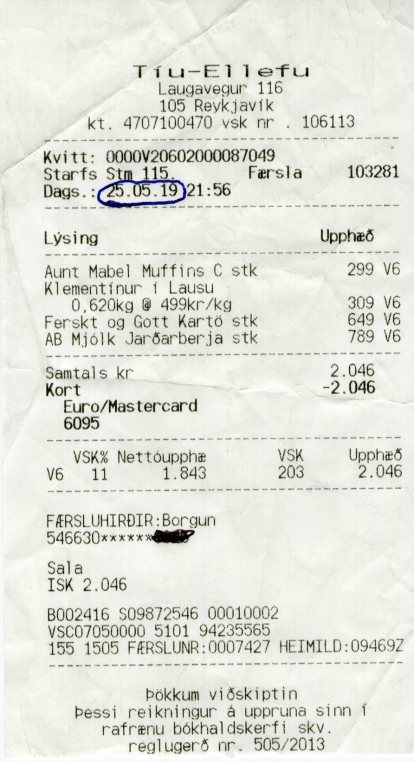 Tíu-Ellefu
Laugavegur 116
105 Reykjavík
kt. 4707100470 vsk nr . 106113
Kvitt: 0000V20602000087049
Starfs Stm 115. Færsla 103281
Dags.: 25.05.19 21:56
Lýsing Upphæð
Aunt Mabel Muffins C stk 299 V6
Klementínur í Lausu
0,620kg @ 499kr/kg 309 V6
Ferskt og Gott Kartö stk 649 V6
AB Mjólk Jarðarberja stk 789 V6
Samtals kr 2.046
Kort -2.046
Euro/Mastercard
6095
VSK% Nettóupphæ VSK Upphæð
V6 11 1.843 203 2.046
FÆRSLUHIRÐIR:Borgun
546630******
Sala
ISK 2.046
B002416 S09872546 00010002
VSC07050000 5101 94235565
155 1505 FÆRSLUNR:0007427 HEIMILD:09469Z
Þökkum viðskiptin
Þessi reikningur á uppruna sinn í
rafrænu bókhaldskerfi skv.
reglugerð nr. 505/2013